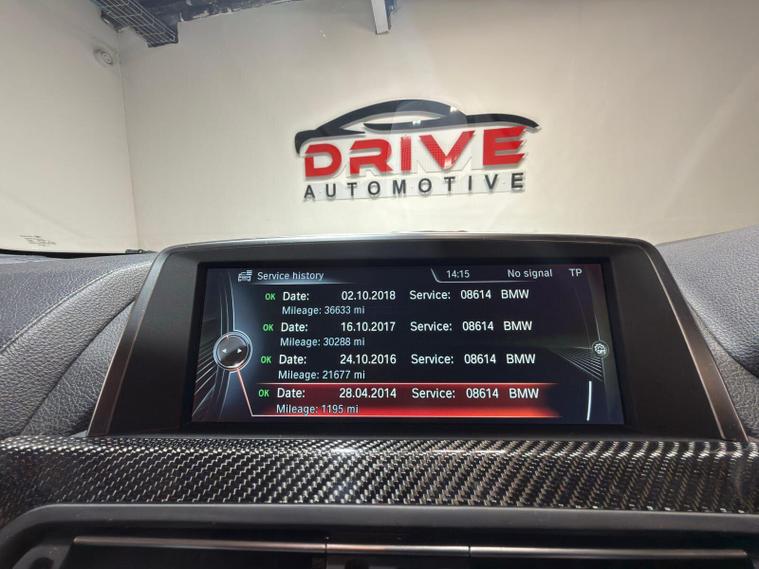 DRIVE
AUTOMOTIVE
Service history 14:15 No signal TP
OK Date: 02.10.2018 Service: 08614 BMW
Mileage: 36633 mi
OK Date: 16.10.2017 Service: 08614 BMW
Mileage: 30288 mi
OK Date: 24.10.2016 Service: 08614 BMW
Mileage: 21677 mi
OK Date: 28.04.2014 Service: 08614 BMW
Mileage: 1195 mi